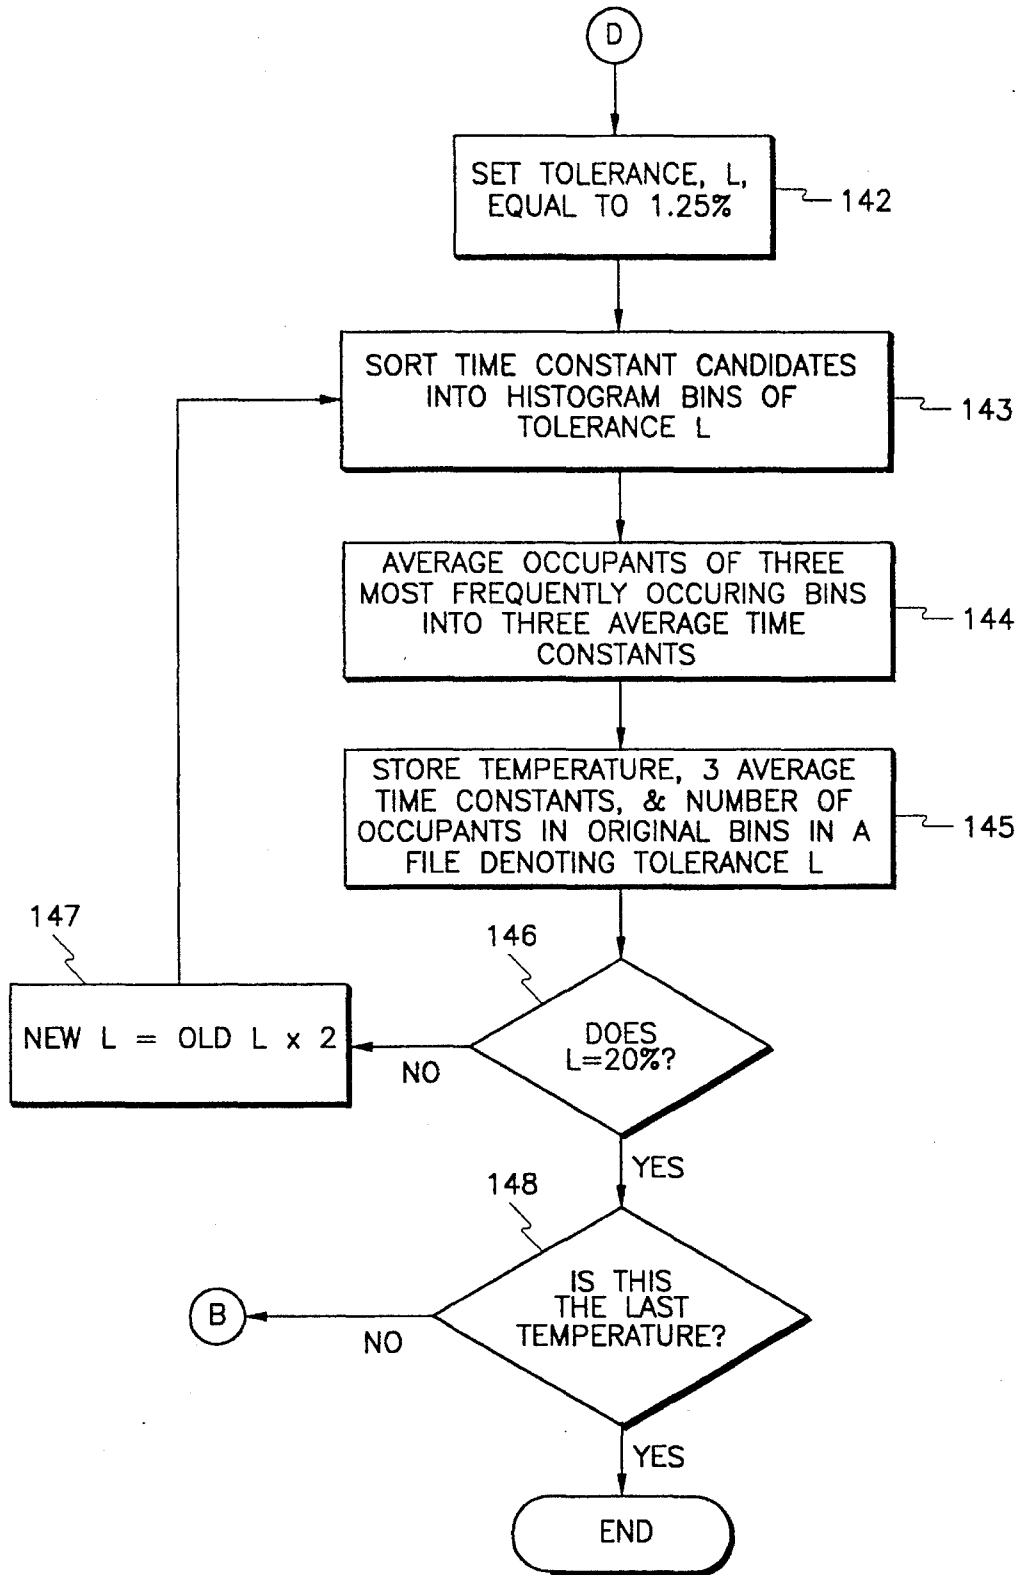 D
SET TOLERANCE, L,
EQUAL TO 1.25%
142
SORT TIME CONSTANT CANDIDATES
INTO HISTOGRAM BINS OF
TOLERANCE L
143
AVERAGE OCCUPANTS OF THREE
MOST FREQUENTLY OCCURING BINS
INTO THREE AVERAGE TIME
CONSTANTS
144
STORE TEMPERATURE, 3 AVERAGE
TIME CONSTANTS, & NUMBER OF
OCCUPANTS IN ORIGINAL BINS IN A
FILE DENOTING TOLERANCE L
145
146
DOES
L=20%?
NO
147
NEW L = OLD L x 2
YES
148
IS THIS
THE LAST
TEMPERATURE?
NO
B
YES
END